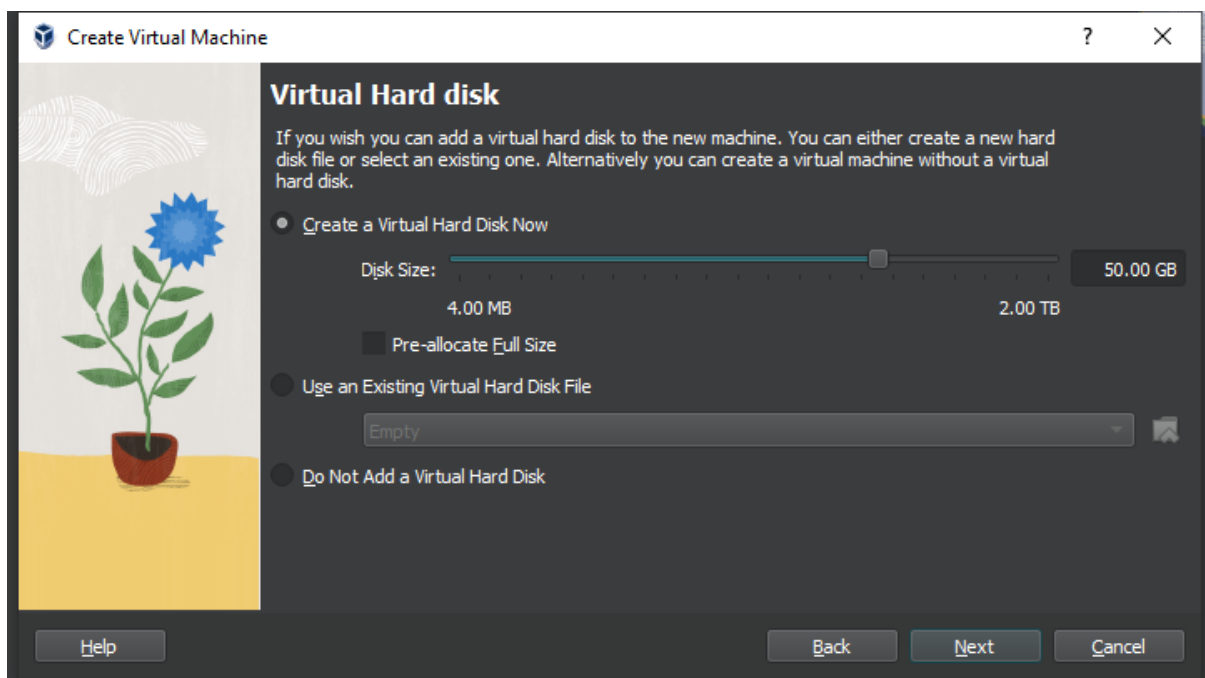 Create Virtual Machine
?
Virtual Hard disk
If you wish you can add a virtual hard disk to the new machine. You can either create a new hard
disk file or select an existing one. Alternatively you can create a virtual machine without a virtual
hard disk.
Create a Virtual Hard Disk Now
Disk Size:
50.00 GB
4.00 MB
2.00 TB
Pre-allocate Full Size
Use an Existing Virtual Hard Disk File
Empty
Do Not Add a Virtual Hard Disk
Help
Back
Next
Cancel